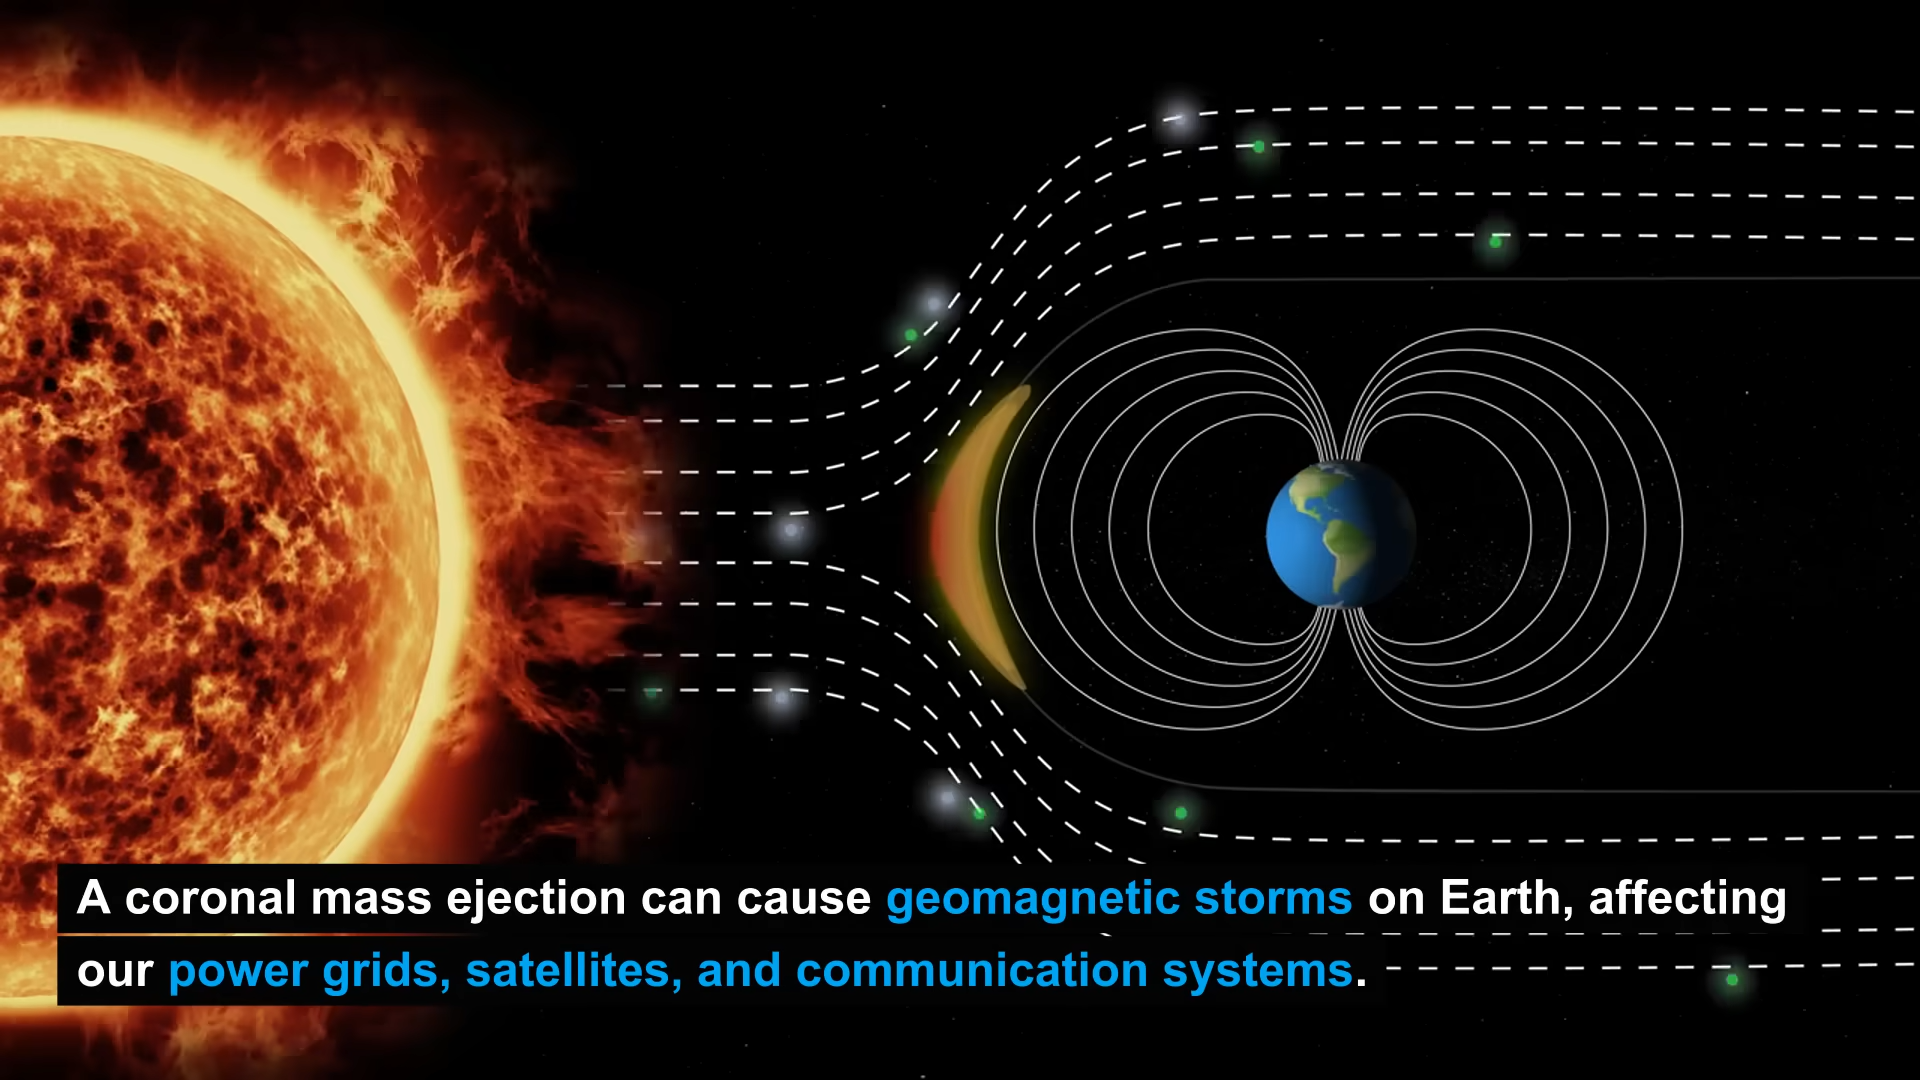 A coronal mass ejection can cause geomagnetic storms on Earth, affecting
our power grids, satellites, and communication systems.